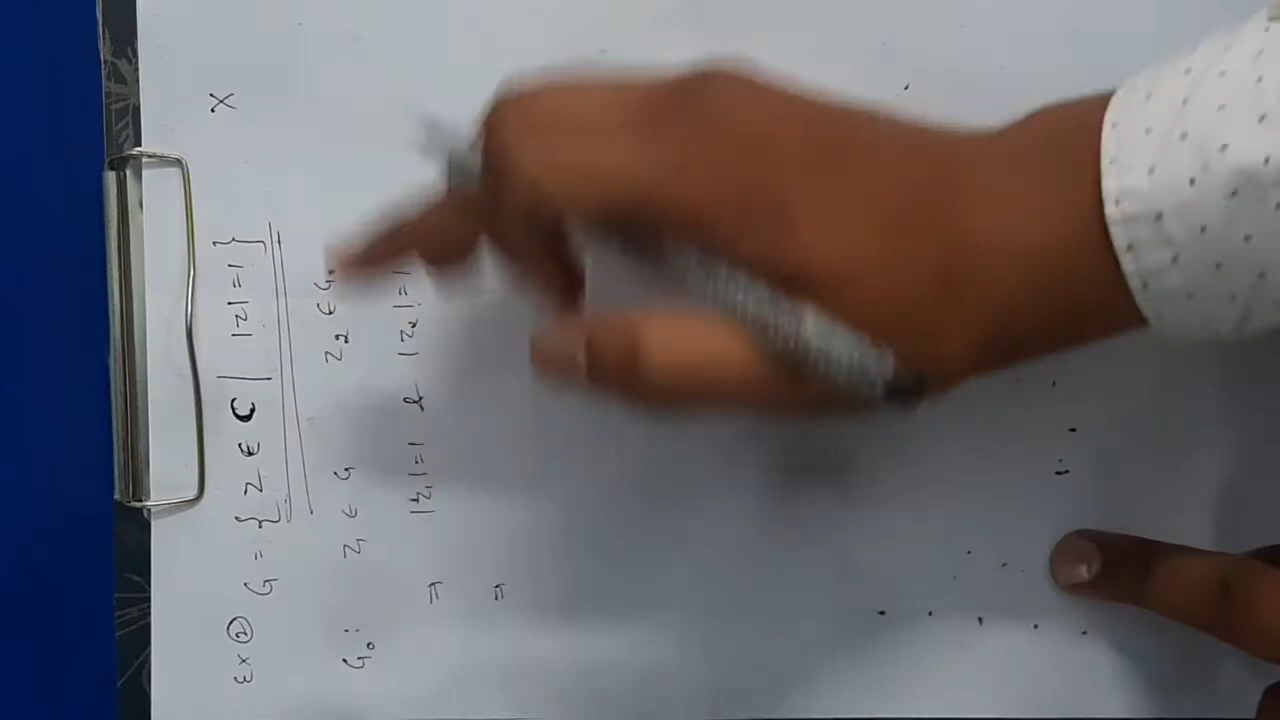 Ex ② G = { z ∈ ℂ | |z| = 1 } X
G₀ : z₁ ∈ G z₂ ∈ G.
⇒ |z₁| = 1 & |z₂| = 1
⇒